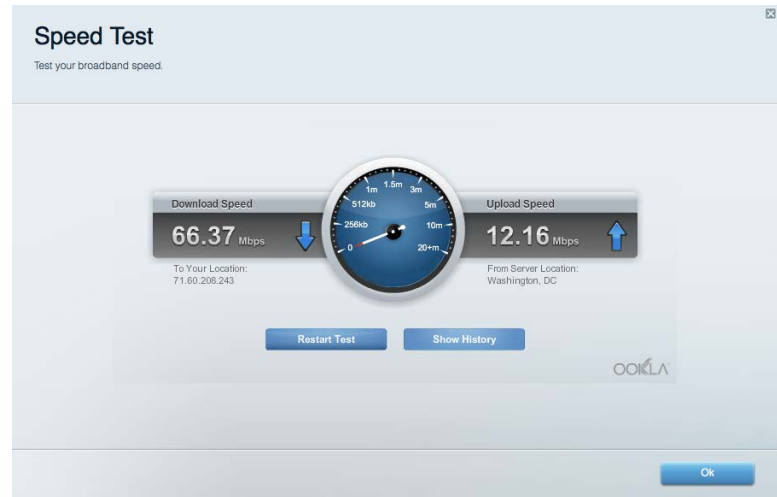 Speed Test
Test your broadband speed.
Download Speed
66.37 Mbps
To Your Location:
71.60.208.243
0
256kb
512kb
1m
1.5m
3m
5m
10m
20+m
Upload Speed
12.16 Mbps
From Server Location:
Washington, DC
Restart Test
Show History
OOKLA
Ok